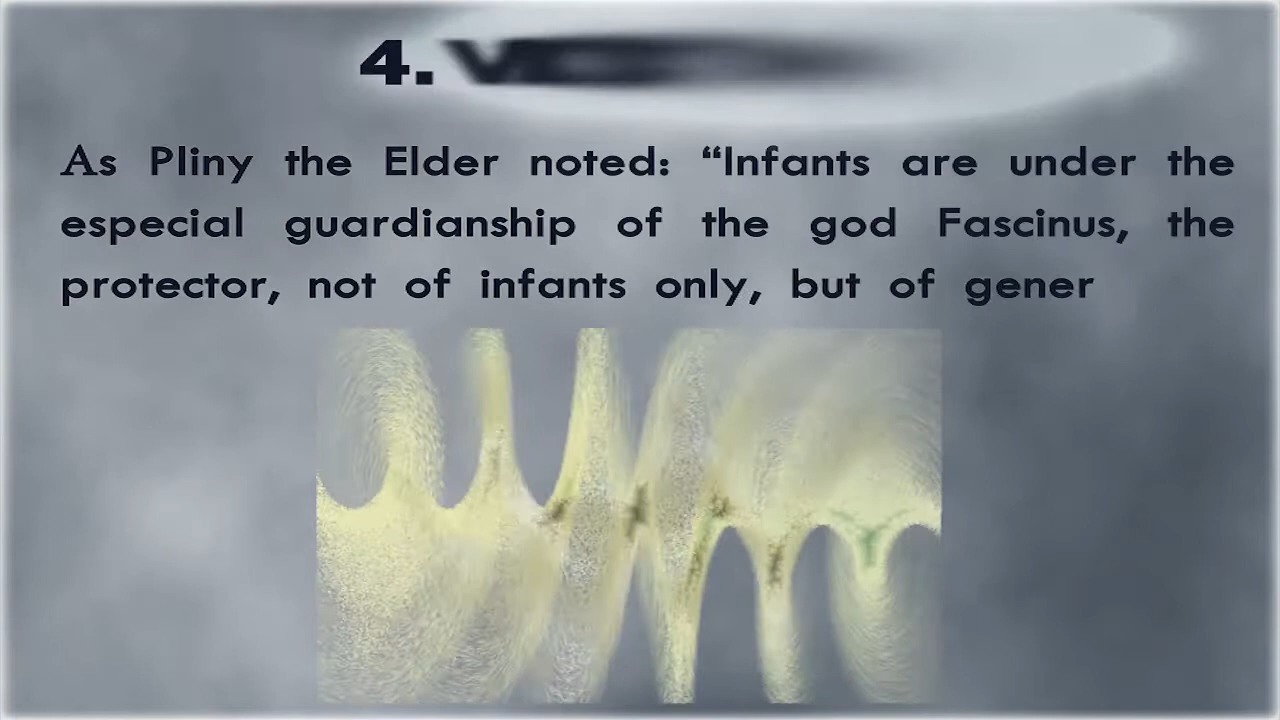 4.
As Pliny the Elder noted: “Infants are under the
especial guardianship of the god Fascinus, the
protector, not of infants only, but of gener